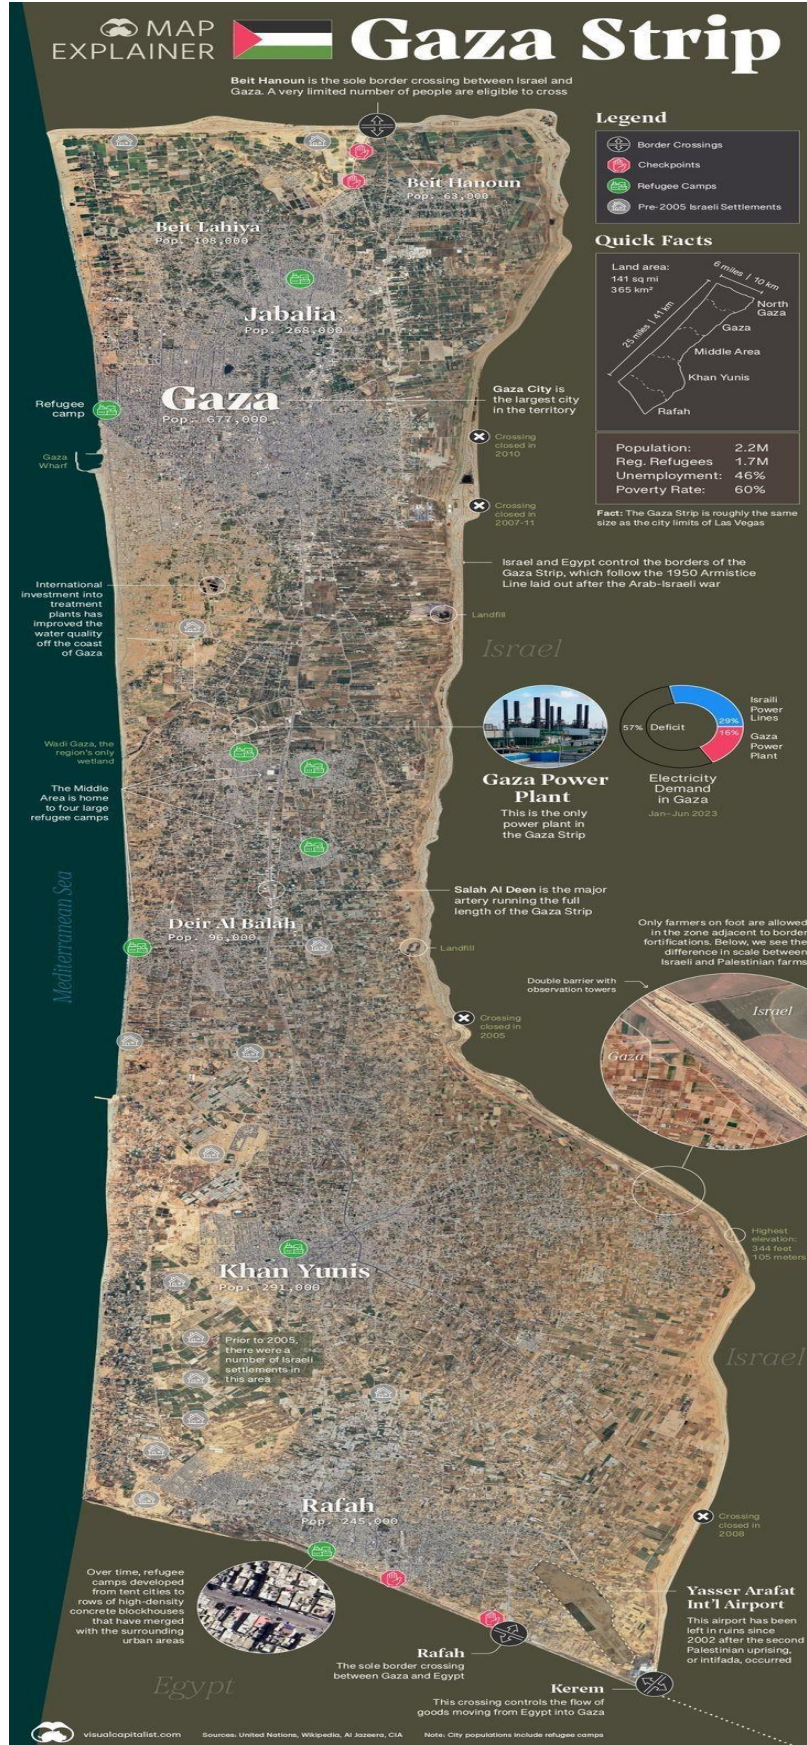 MAP
EXPLAINER
Gaza Strip
Beit Hanoun is the sole border crossing between Israel and
Gaza. A very limited number of people are eligible to cross
Legend
Border Crossings
Checkpoints
Refugee Camps
Pre-2005 Israeli Settlements
Beit Hanoun
Pop. 63,000
Beit Lahiya
Pop. 108,000
Quick Facts
Land area:
141 sq mi
365 km²
6 miles | 10 km
25 miles | 41 km
North
Gaza
Gaza
Middle Area
Khan Yunis
Rafah
Jabalia
Pop. 268,000
Gaza
Pop. 677,000
Refugee
camp
Gaza
Wharf
Gaza City is
the largest city
in the territory
Crossing
closed in
2010
Population: 2.2M
Reg. Refugees 1.7M
Unemployment: 46%
Poverty Rate: 60%
Crossing
closed in
2007-11
Fact: The Gaza Strip is roughly the same
size as the city limits of Las Vegas
Israel and Egypt control the borders of the
Gaza Strip, which follow the 1950 Armistice
Line laid out after the Arab-Israeli war
International
investment into
treatment
plants has
improved the
water quality
off the coast
of Gaza
Landfill
Israel
Wadi Gaza, the
region's only
wetland
Gaza Power
Plant
This is the only
power plant in
the Gaza Strip
57% Deficit
29%
16%
Israili
Power
Lines
Gaza
Power
Plant
Electricity
Demand
in Gaza
Jan-Jun 2023
The Middle
Area is home
to four large
refugee camps
Mediterranean Sea
Salah Al Deen is the major
artery running the full
length of the Gaza Strip
Deir Al Balah
Pop. 96,000
Landfill
Only farmers on foot are allowed
in the zone adjacent to border
fortifications. Below, we see the
difference in scale between
Israeli and Palestinian farms
Double barrier with
observation towers
Israel
Gaza
Crossing
closed in
2005
Highest
elevation:
344 feet
105 meters
Khan Yunis
Pop. 291,000
Prior to 2005,
there were a
number of Israeli
settlements in
this area
Israel
Rafah
Pop. 245,000
Crossing
closed in
2008
Over time, refugee
camps developed
from tent cities to
rows of high-density
concrete blockhouses
that have merged
with the surrounding
urban areas
Yasser Arafat
Int'l Airport
This airport has been
left in ruins since
2002 after the second
Palestinian uprising,
or intifada, occurred
Rafah
The sole border crossing
between Gaza and Egypt
Egypt
Kerem
This crossing controls the flow of
goods moving from Egypt into Gaza
visualcapitalist.com
Sources: United Nations, Wikipedia, Al Jazeera, CIA
Note: City populations include refugee camps